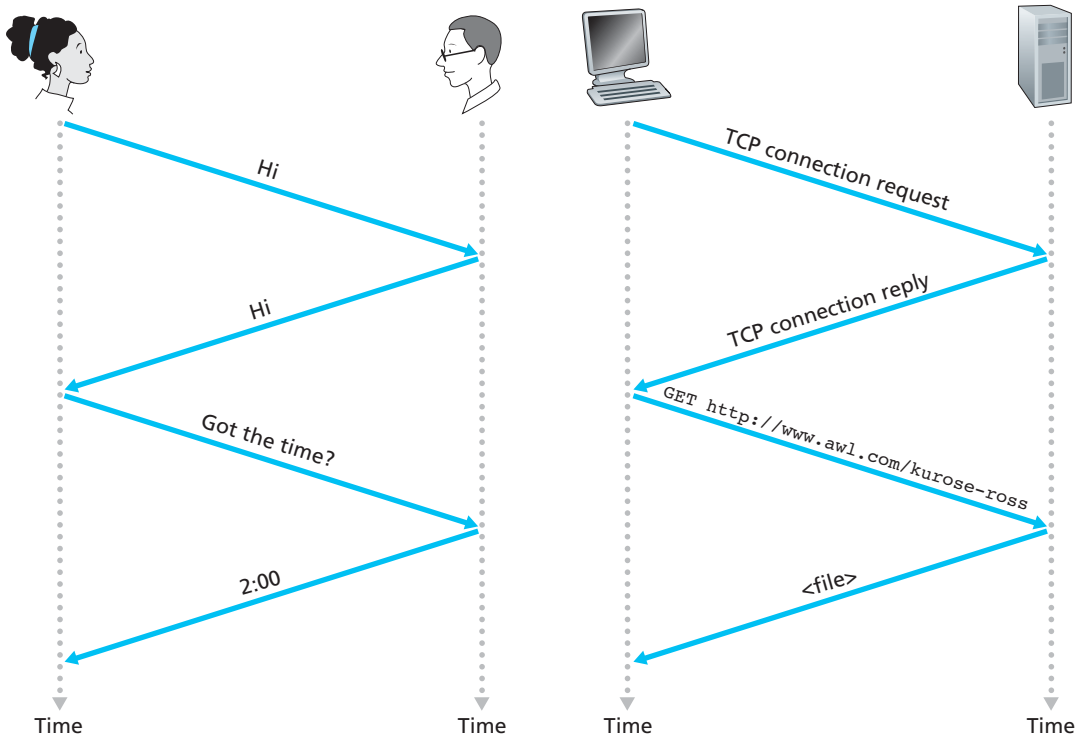 Hi
Hi
Got the time?
2:00
Time
Time
TCP connection request
TCP connection reply
GET http://www.awl.com/kurose-ross
<file>
Time
Time